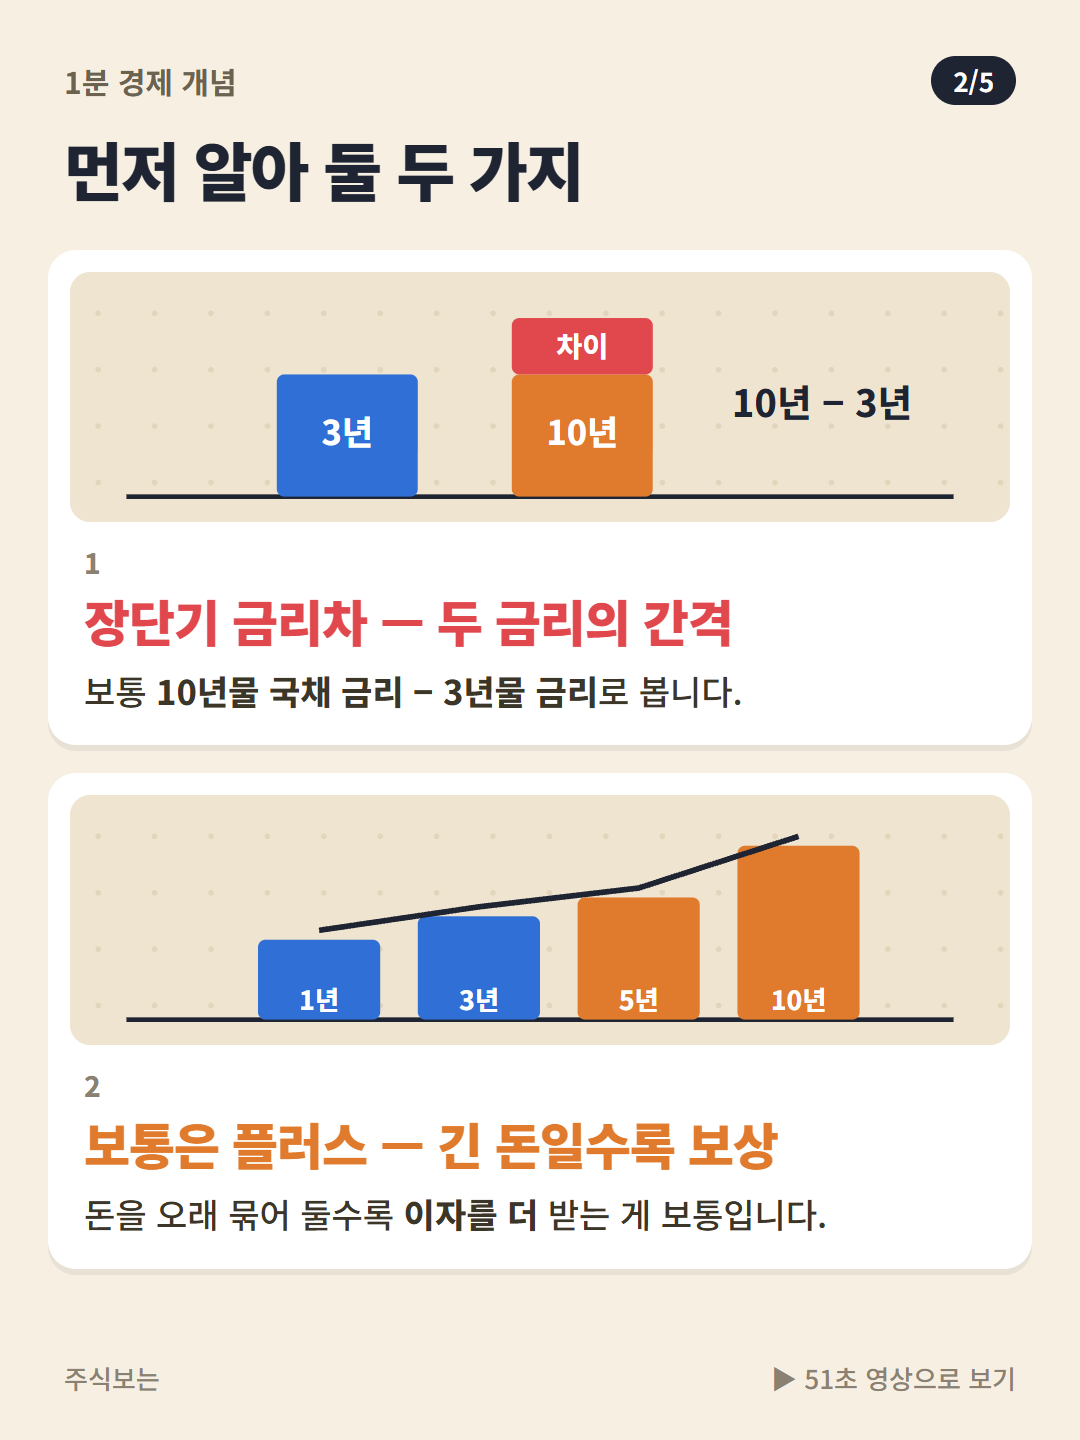 1분 경제 개념
2/5
먼저 알아 둘 두 가지
차이
3년
10년
10년 − 3년
1
장단기 금리차 — 두 금리의 간격
보통 10년물 국채 금리 − 3년물 금리로 봅니다.
1년
3년
5년
10년
2
보통은 플러스 — 긴 돈일수록 보상
돈을 오래 묶어 둘수록 이자를 더 받는 게 보통입니다.
주식보는
▶ 51초 영상으로 보기